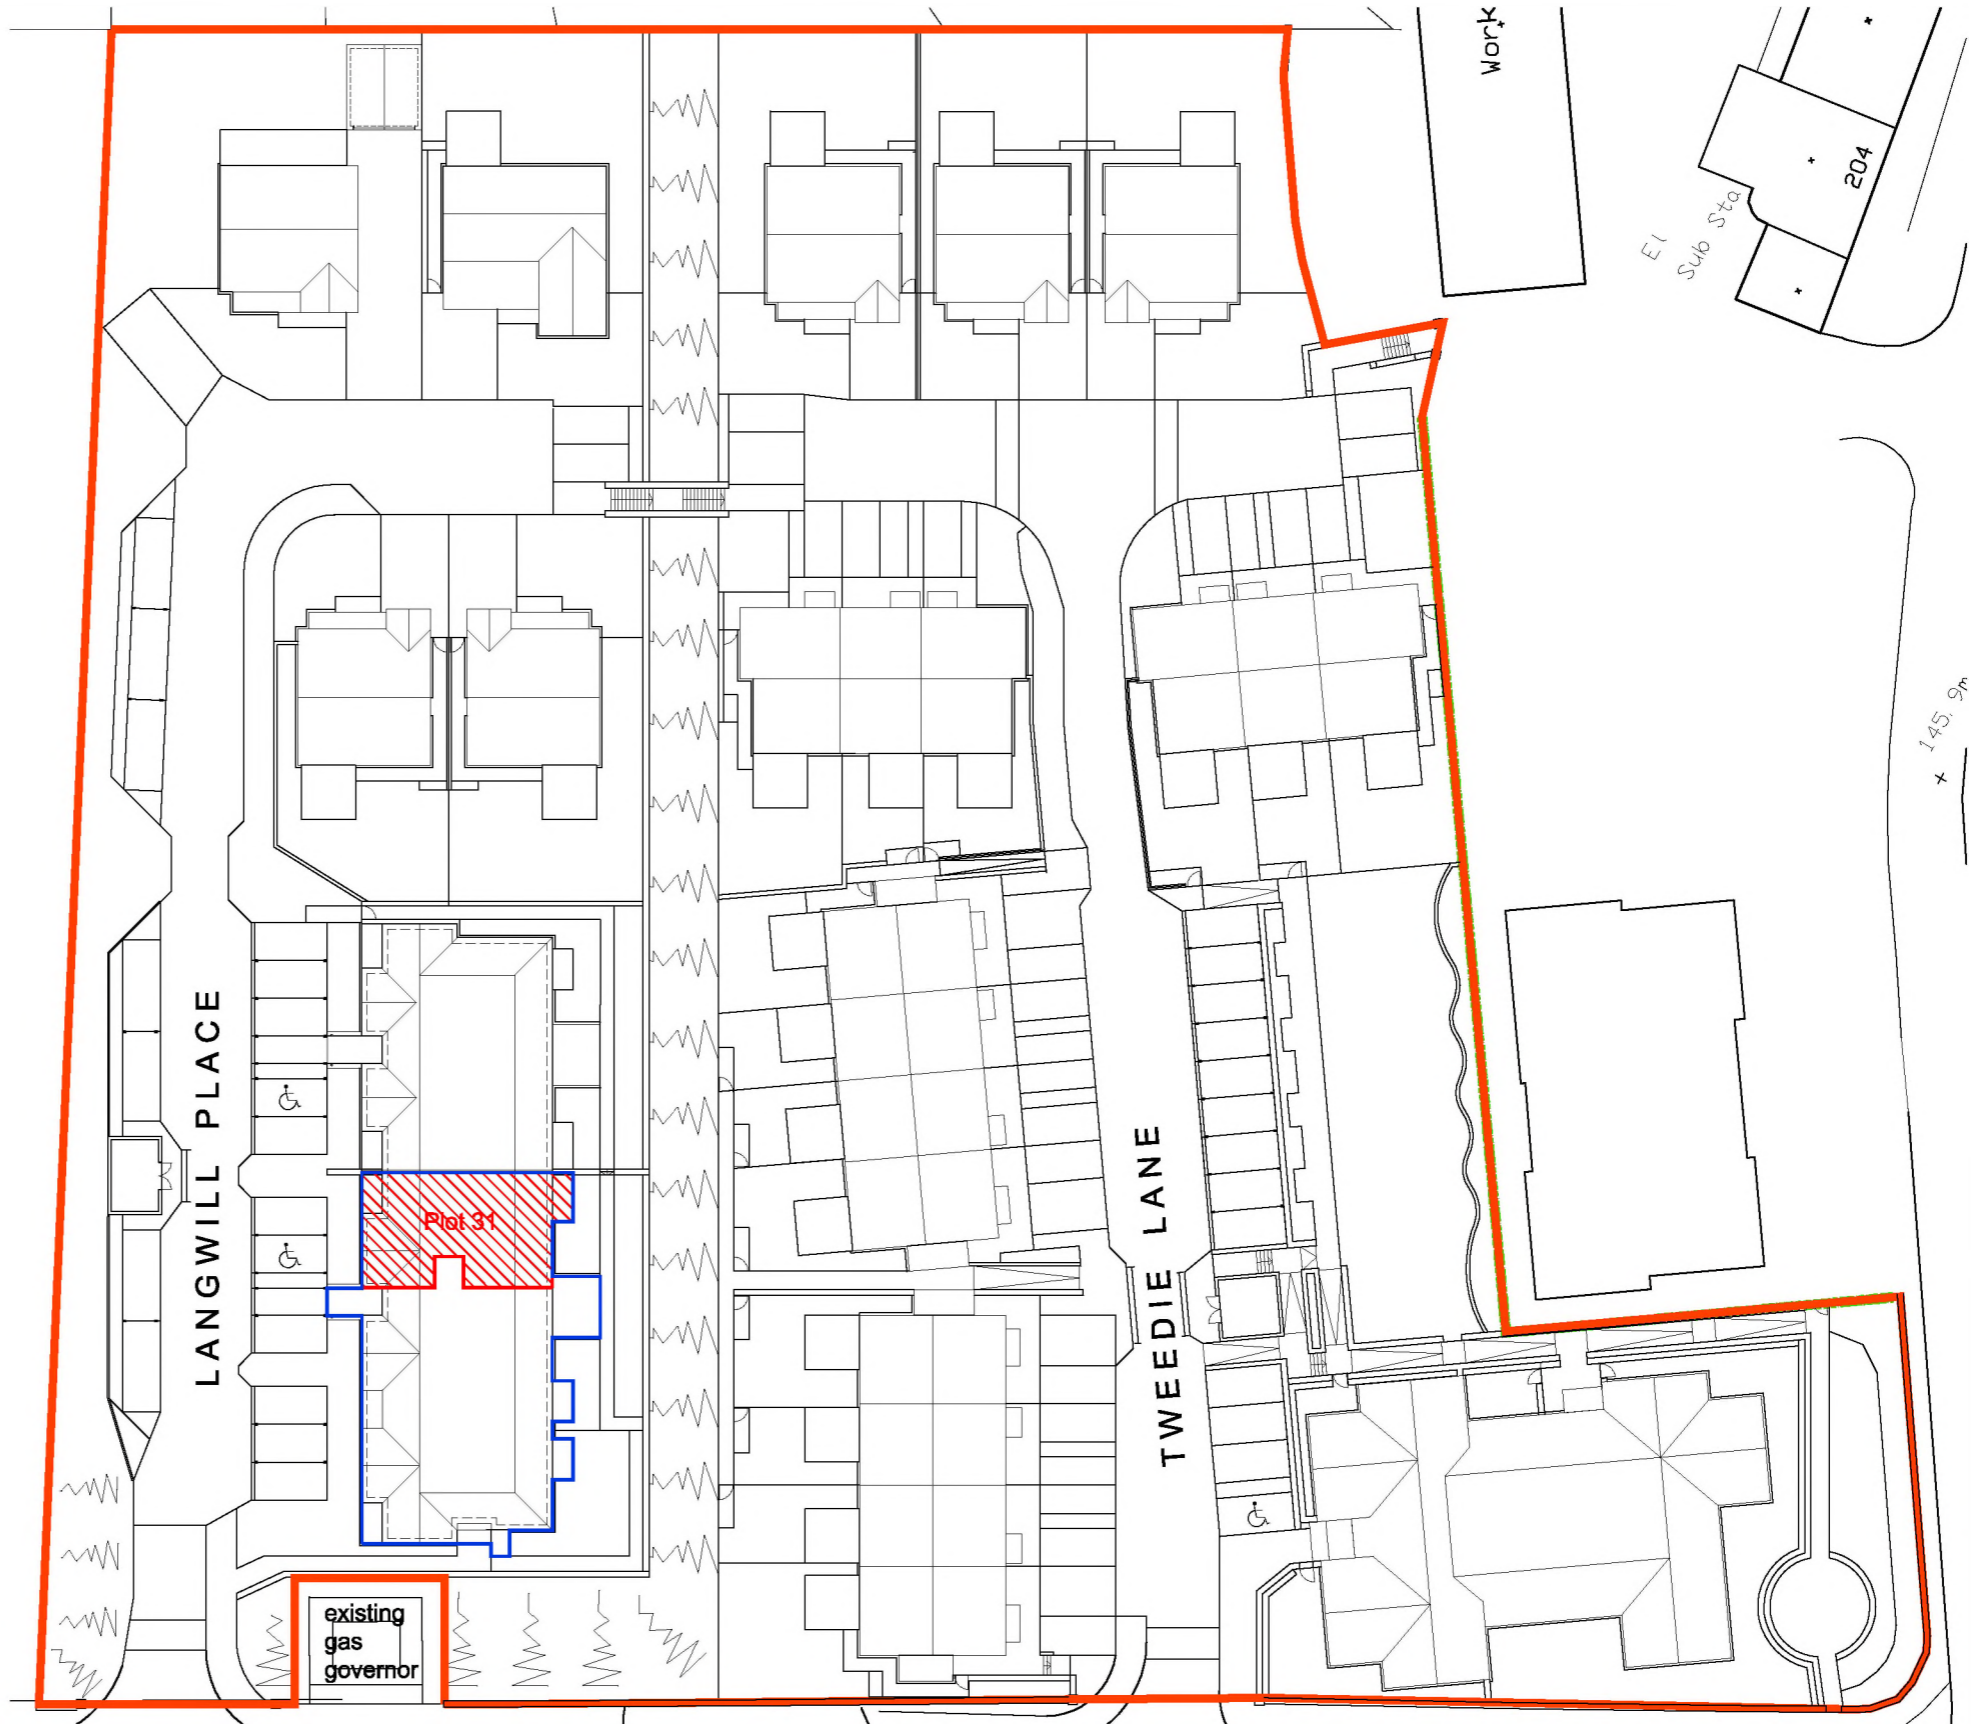 Work
204
El
Sub Sta
145.9m
LANGWILL PLACE
TWEEDIE LANE
Plot 31
existing
gas
governor